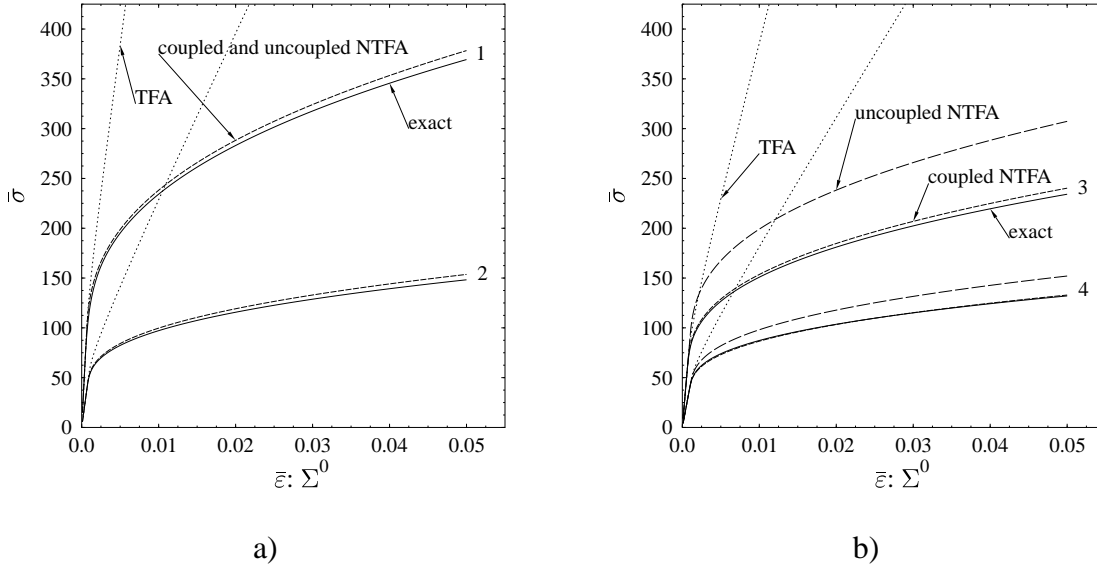 425
400
350
300
250
200
150
100
50
0
σ̄
0.0 0.01 0.02 0.03 0.04 0.05
ε̄: Σ⁰
coupled and uncoupled NTFA
TFA
exact
1
2
a)
425
400
350
300
250
200
150
100
50
0
σ̄
0.0 0.01 0.02 0.03 0.04 0.05
ε̄: Σ⁰
uncoupled NTFA
TFA
coupled NTFA
exact
3
4
b)